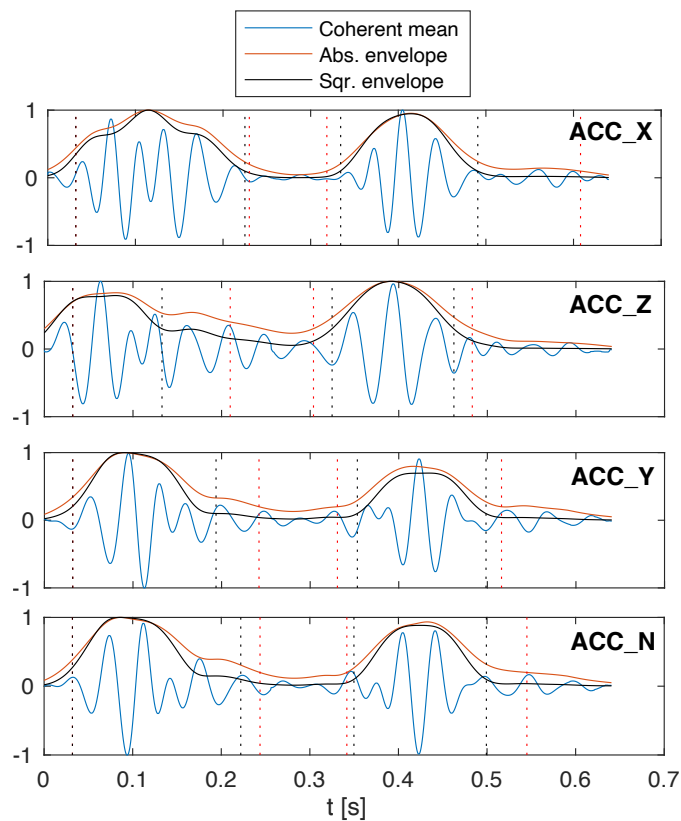 Coherent mean
Abs. envelope
Sqr. envelope
1
ACC_X
0
-1
1
ACC_Z
0
-1
1
ACC_Y
0
-1
1
ACC_N
0
-1
0 0.1 0.2 0.3 0.4 0.5 0.6 0.7
t [s]